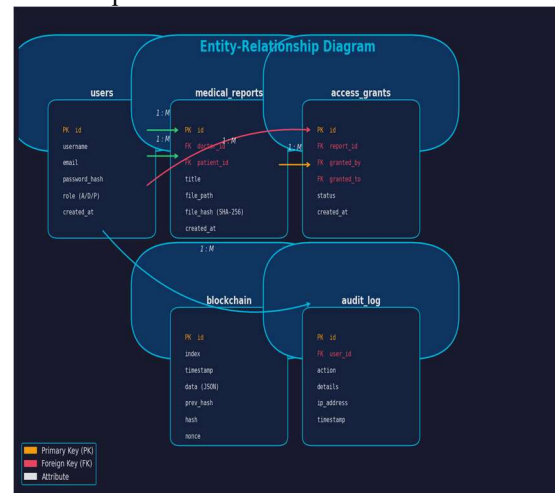 Entity-Relationship Diagram
users
PK id
username
email
password_hash
role (A/D/P)
created_at
1 : M
1 : M
medical_reports
PK id
FK doctor_id
FK patient_id
title
file_path
file_hash (SHA-256)
created_at
1 : M
1 : M
access_grants
PK id
FK report_id
FK granted_by
FK granted_to
status
created_at
1 : M
blockchain
PK id
index
timestamp
data (JSON)
prev_hash
hash
nonce
audit_log
PK id
FK user_id
action
details
ip_address
timestamp
Primary Key (PK)
Foreign Key (FK)
Attribute